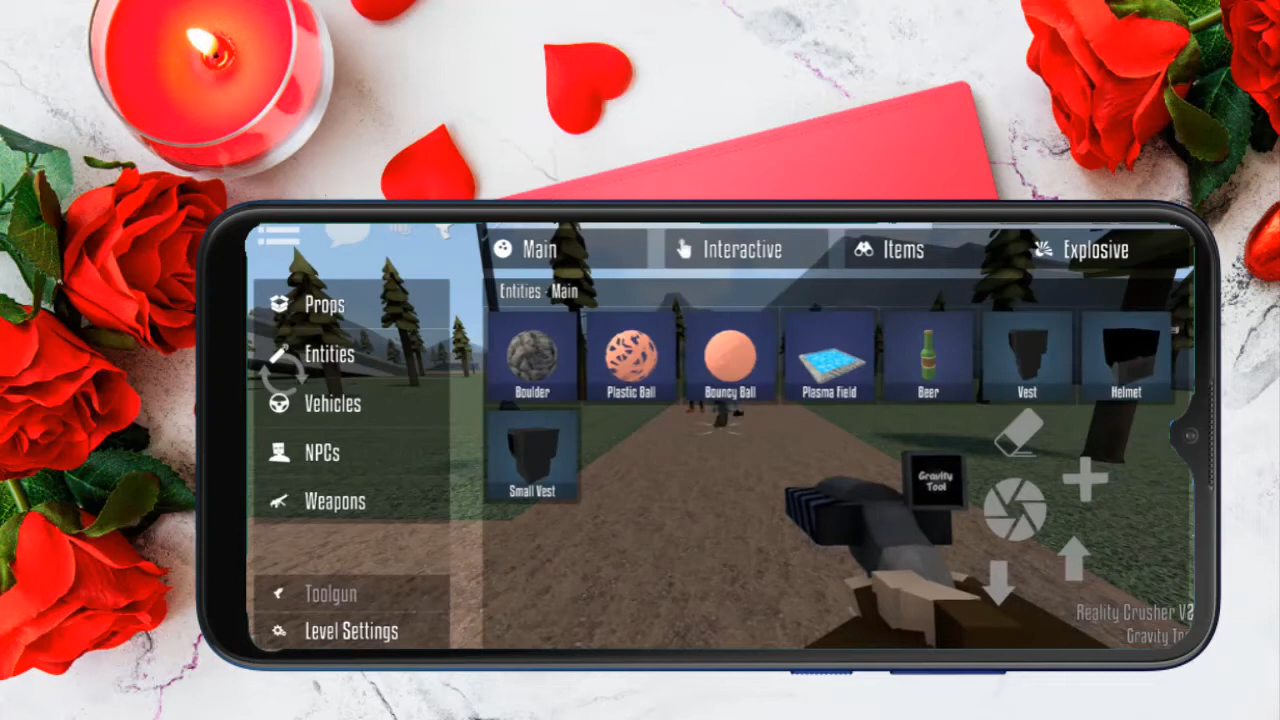 Main
Interactive
Items
Explosive
Props
Entities
Vehicles
NPCs
Weapons
Toolgun
Level Settings
Entities - Main
Boulder
Plastic Ball
Bouncy Ball
Plasma Field
Beer
Vest
Helmet
Small Vest
Gravity
Tool
Reality Crusher V2
Gravity